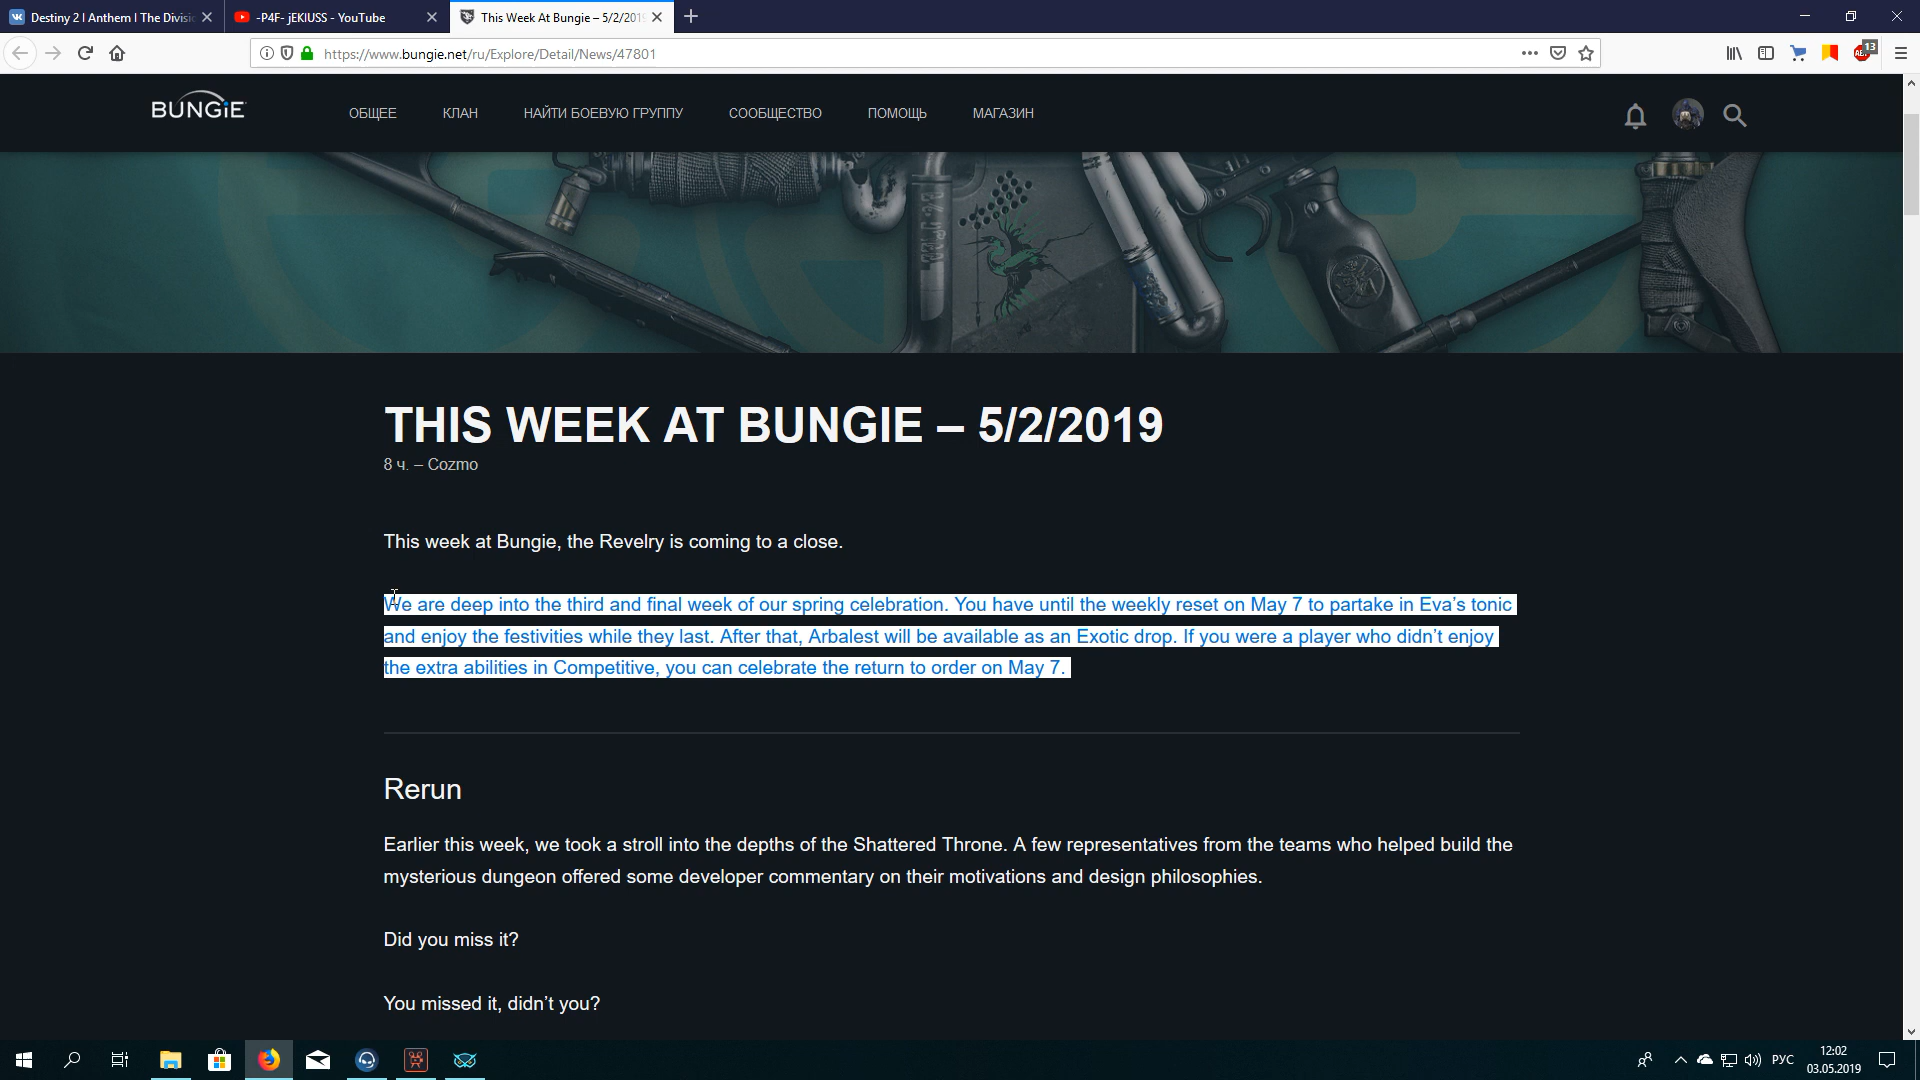 Destiny 2 l Anthem l The Divisi
-P4F- jEKIUSS - YouTube
This Week At Bungie – 5/2/2019
https://www.bungie.net/ru/Explore/Detail/News/47801
13
BUNGiE
ОБЩЕЕ
КЛАН
НАЙТИ БОЕВУЮ ГРУППУ
СООБЩЕСТВО
ПОМОЩЬ
МАГАЗИН
THIS WEEK AT BUNGIE – 5/2/2019
8 ч. – Cozmo
This week at Bungie, the Revelry is coming to a close.
We are deep into the third and final week of our spring celebration. You have until the weekly reset on May 7 to partake in Eva’s tonic
and enjoy the festivities while they last. After that, Arbalest will be available as an Exotic drop. If you were a player who didn’t enjoy
the extra abilities in Competitive, you can celebrate the return to order on May 7.
Rerun
Earlier this week, we took a stroll into the depths of the Shattered Throne. A few representatives from the teams who helped build the
mysterious dungeon offered some developer commentary on their motivations and design philosophies.
Did you miss it?
You missed it, didn’t you?
РУС
12:02
03.05.2019